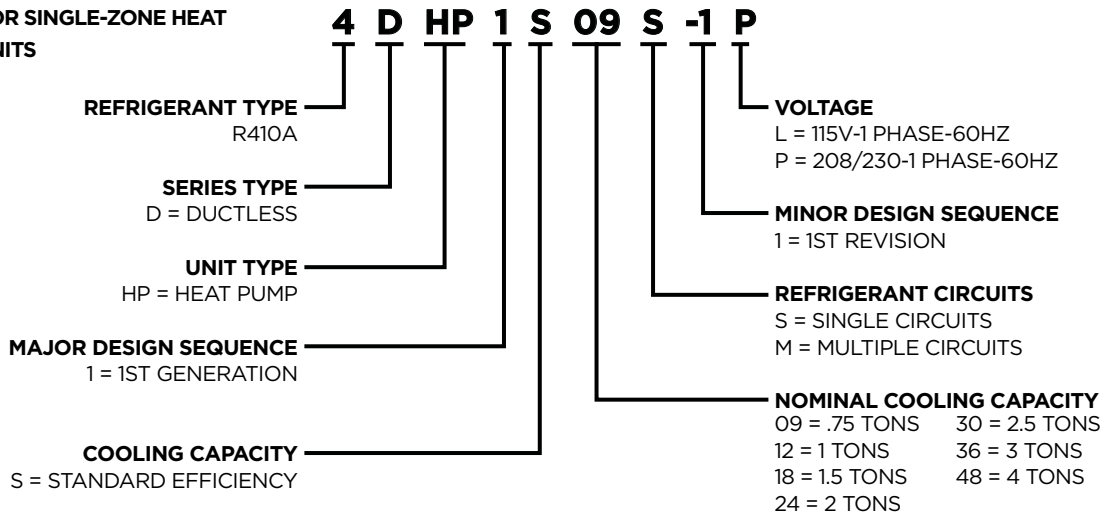 OR SINGLE-ZONE HEAT
NITS
4 D HP 1 S 09 S -1 P
REFRIGERANT TYPE
R410A
SERIES TYPE
D = DUCTLESS
UNIT TYPE
HP = HEAT PUMP
MAJOR DESIGN SEQUENCE
1 = 1ST GENERATION
COOLING CAPACITY
S = STANDARD EFFICIENCY
VOLTAGE
L = 115V-1 PHASE-60HZ
P = 208/230-1 PHASE-60HZ
MINOR DESIGN SEQUENCE
1 = 1ST REVISION
REFRIGERANT CIRCUITS
S = SINGLE CIRCUITS
M = MULTIPLE CIRCUITS
NOMINAL COOLING CAPACITY
09 = .75 TONS 30 = 2.5 TONS
12 = 1 TONS 36 = 3 TONS
18 = 1.5 TONS 48 = 4 TONS
24 = 2 TONS